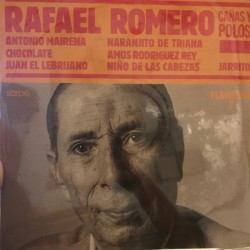 RAFAEL ROMERO
CAÑAS Y
POLOS
ANTONIO MAIRENA
CHOCOLATE
JUAN EL LEBRIJANO
NARANJITO DE TRIANA
AMOS RODRIGUEZ REY
NIÑO DE LAS CABEZAS
JARRITO